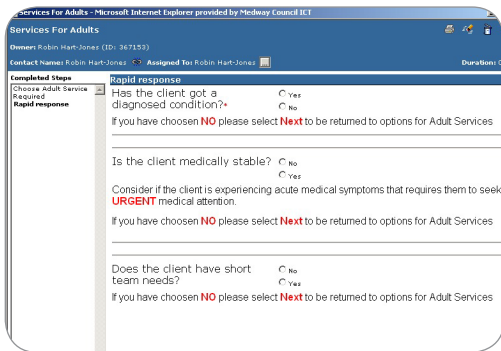 Services For Adults - Microsoft Internet Explorer provided by Medway Council ICT
Services For Adults
Owner: Robin Hart-Jones (ID: 367153)
Contact Name: Robin Hart-Jones Assigned To: Robin Hart-Jones Duration:
Completed Steps
Choose Adult Service
Required
Rapid response
Rapid response
Has the client got a
diagnosed condition?*
Yes
No
If you have choosen NO please select Next to be returned to options for Adult Services
Is the client medically stable?
No
Yes
Consider if the client is experiencing acute medical symptoms that requires them to seek
URGENT medical attention.
If you have choosen NO please select Next to be returned to options for Adult Services
Does the client have short
team needs?
No
Yes
If you have choosen NO please select Next to be returned to options for Adult Services